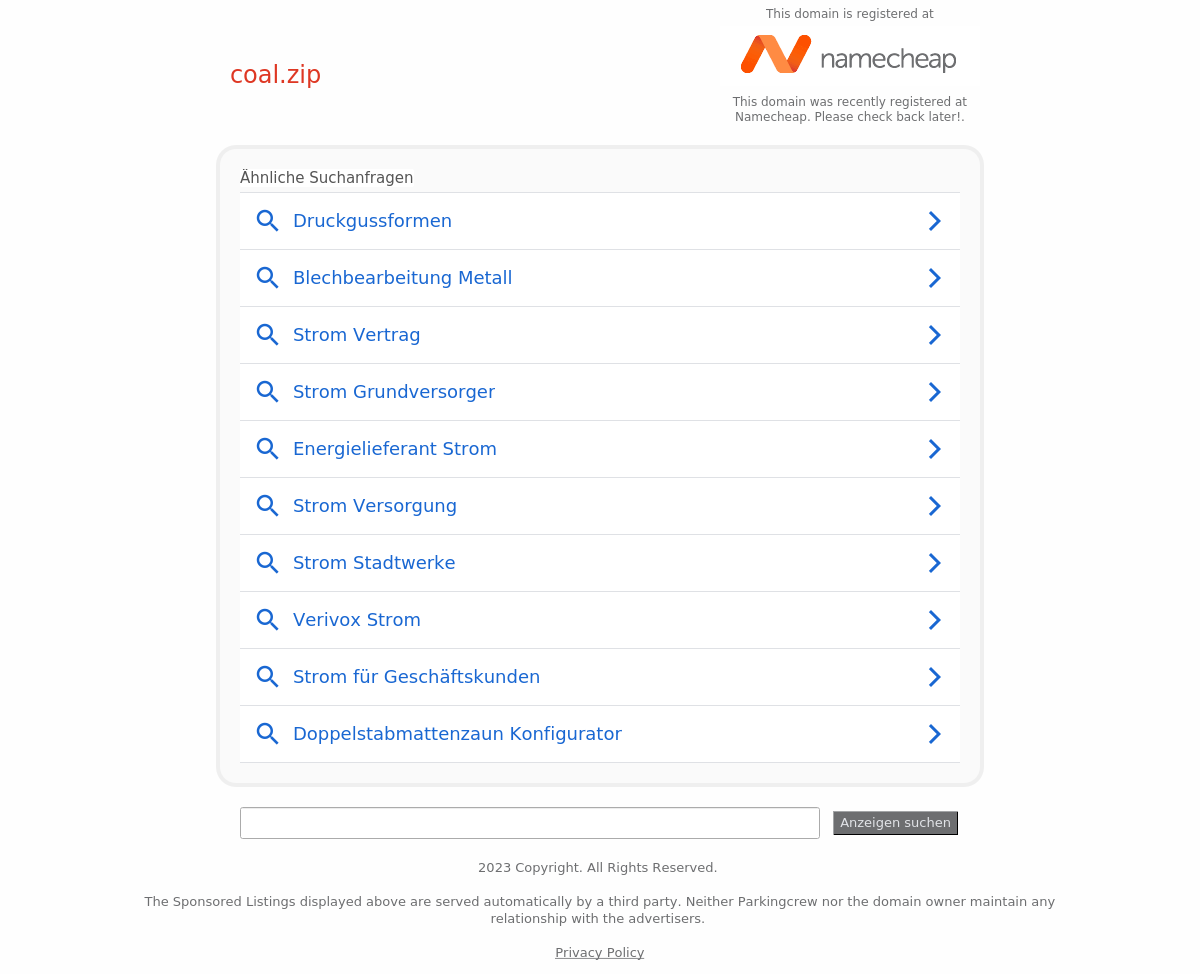 This domain is registered at
namecheap
coal.zip
This domain was recently registered at
Namecheap. Please check back later!.
Ähnliche Suchanfragen
Druckgussformen
Blechbearbeitung Metall
Strom Vertrag
Strom Grundversorger
Energielieferant Strom
Strom Versorgung
Strom Stadtwerke
Verivox Strom
Strom für Geschäftskunden
Doppelstabmattenzaun Konfigurator
Anzeigen suchen
2023 Copyright. All Rights Reserved.
The Sponsored Listings displayed above are served automatically by a third party. Neither Parkingcrew nor the domain owner maintain any
relationship with the advertisers.
Privacy Policy